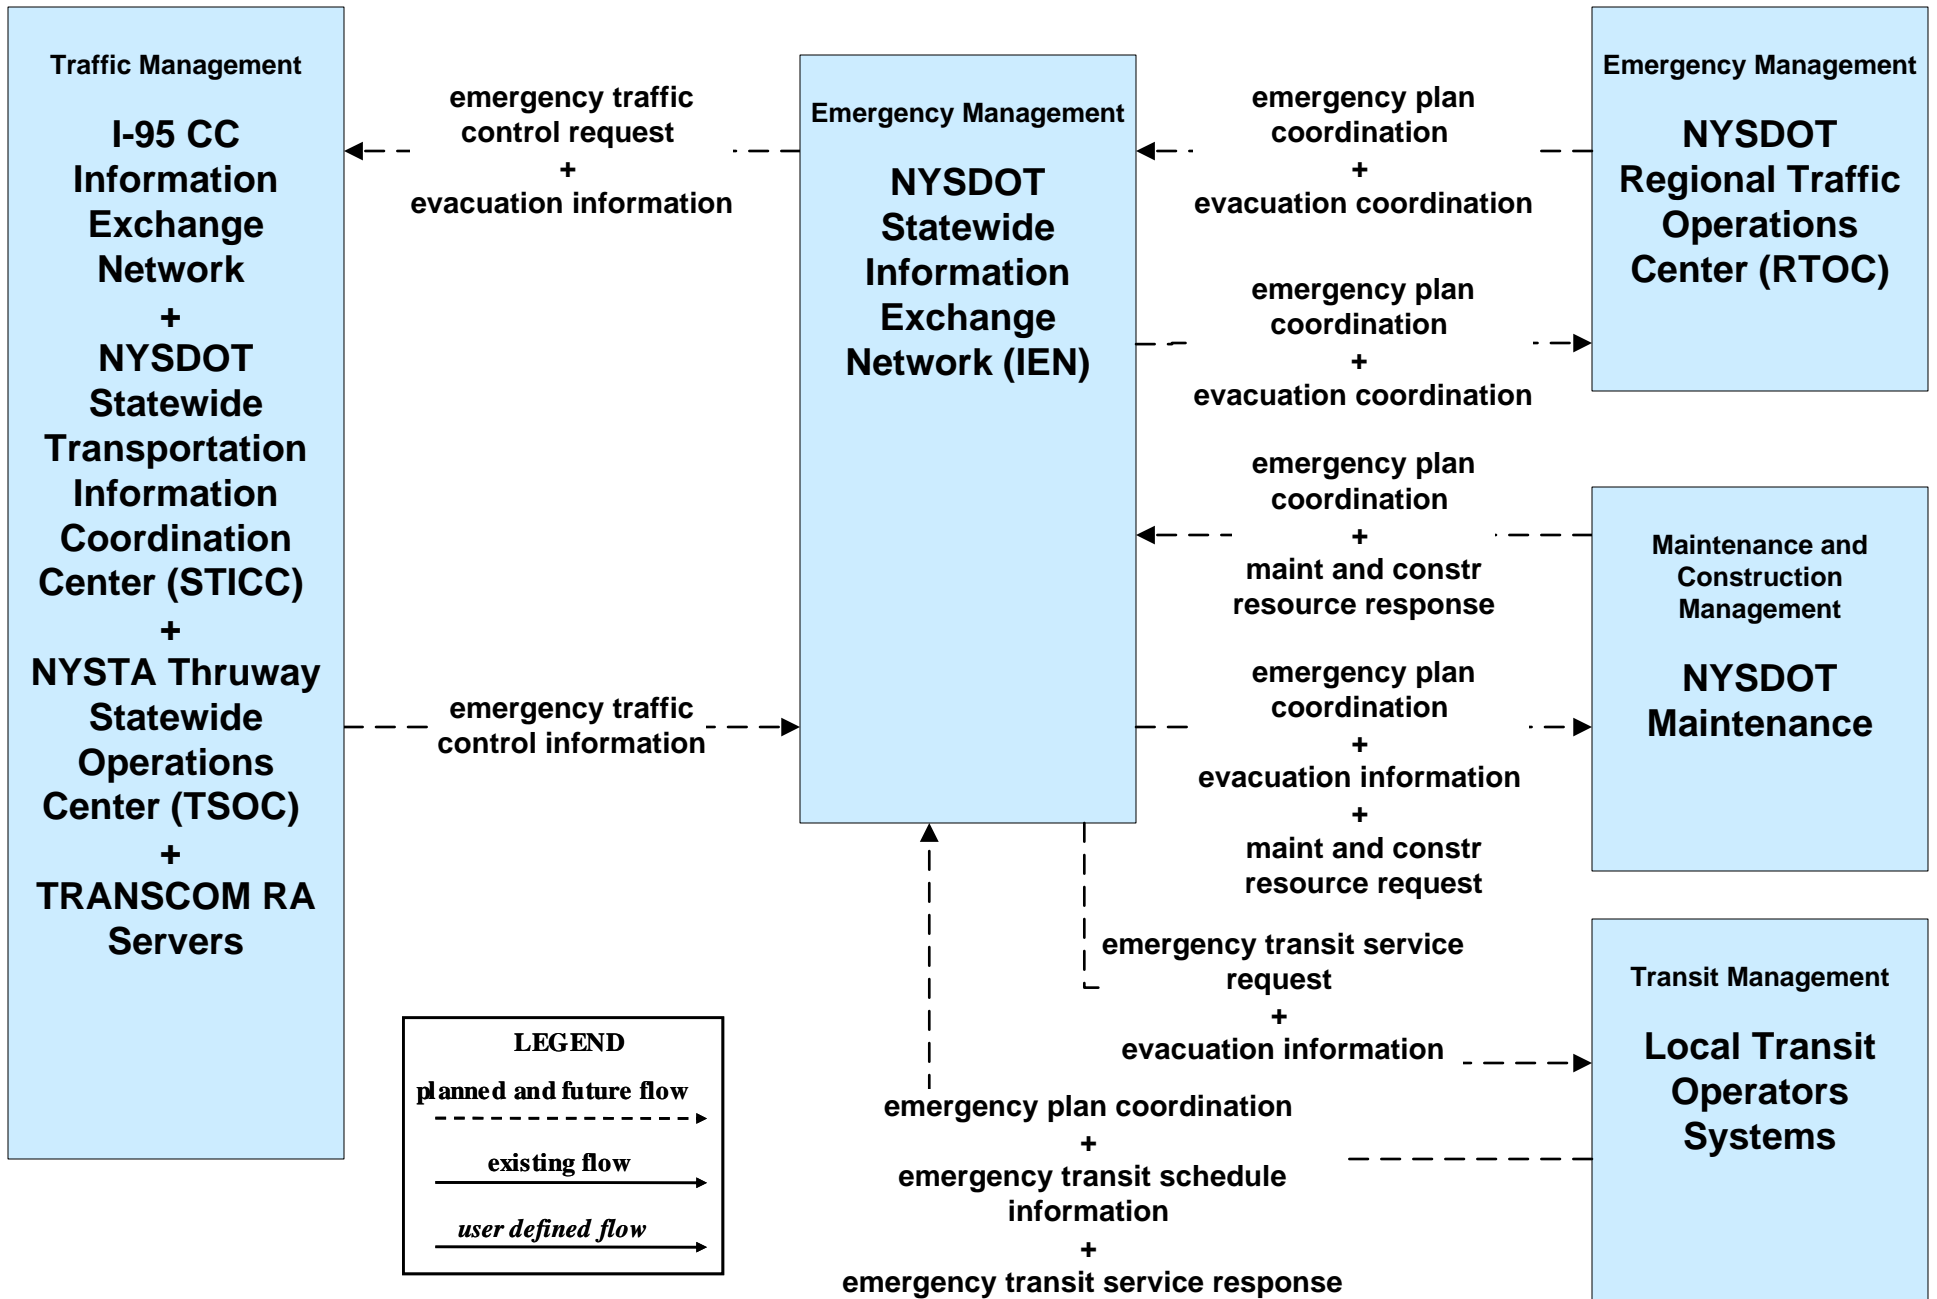 Traffic Management
I-95 CC
Information
Exchange
Network
+
NYSDOT
Statewide
Transportation
Information
Coordination
Center (STICC)
+
NYSTA Thruway
Statewide
Operations
Center (TSOC)
+
TRANSCOM RA
Servers
emergency traffic
control request
+
evacuation information
emergency traffic
control information
Emergency Management
NYSDOT
Statewide
Information
Exchange
Network (IEN)
emergency plan
coordination
+
evacuation coordination
emergency plan
coordination
+
evacuation coordination
emergency plan
coordination
+
maint and constr
resource response
emergency plan
coordination
+
evacuation information
+
maint and constr
resource request
emergency transit service
request
+
evacuation information
emergency plan coordination
+
emergency transit schedule
information
+
emergency transit service response
Emergency Management
NYSDOT
Regional Traffic
Operations
Center (RTOC)
Maintenance and
Construction
Management
NYSDOT
Maintenance
Transit Management
Local Transit
Operators
Systems
LEGEND
planned and future flow
existing flow
user defined flow